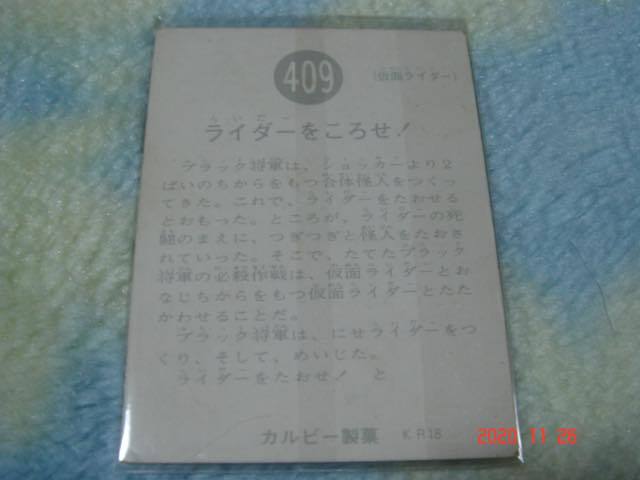 409
(仮面ライダー)
ライダーをころせ!
ブラック将軍は、ショッカーより2
ばいのちからをもつ合体怪人をつくっ
てきた。これで、ライダーをたおせる
とおもった。ところが、ライダーの死
闘のまえに、つぎつぎと怪人をたおさ
れていった。そこで、たてたブラック
将軍の必殺作戦は、仮面ライダーとお
なじちからをもつ仮面ライダーとたた
かわせることだ。
ブラック将軍は、にせライダーをつ
くり、そして、めいじた。
ライダーをたおせ! と
カルビー製菓 K.R18
2020 11 26